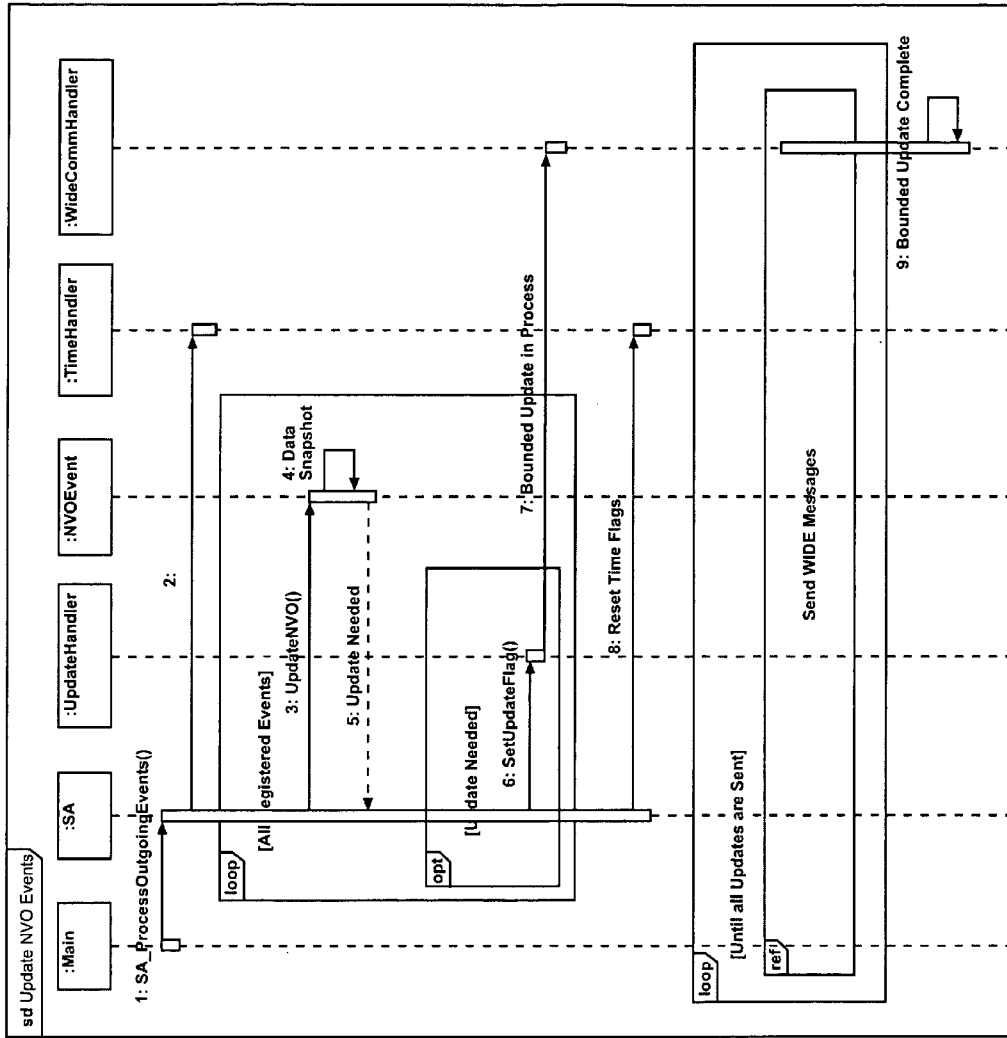 sd Update NVO Events
:Main
:SA
:UpdateHandler
:NVOEvent
:TimeHandler
:WideCommHandler
1: SA_ProcessOutgoingEvents()
2:
loop
[All egistered Events]
3: UpdateNVO()
4: Data
Snapshot
5: Update Needed
opt
[U date Needed]
6: SetUpdateFlag()
7: Bounded Update in Process
8: Reset Time Flags
loop
[Until all Updates are Sent]
ref
Send WIDE Messages
9: Bounded Update Complete